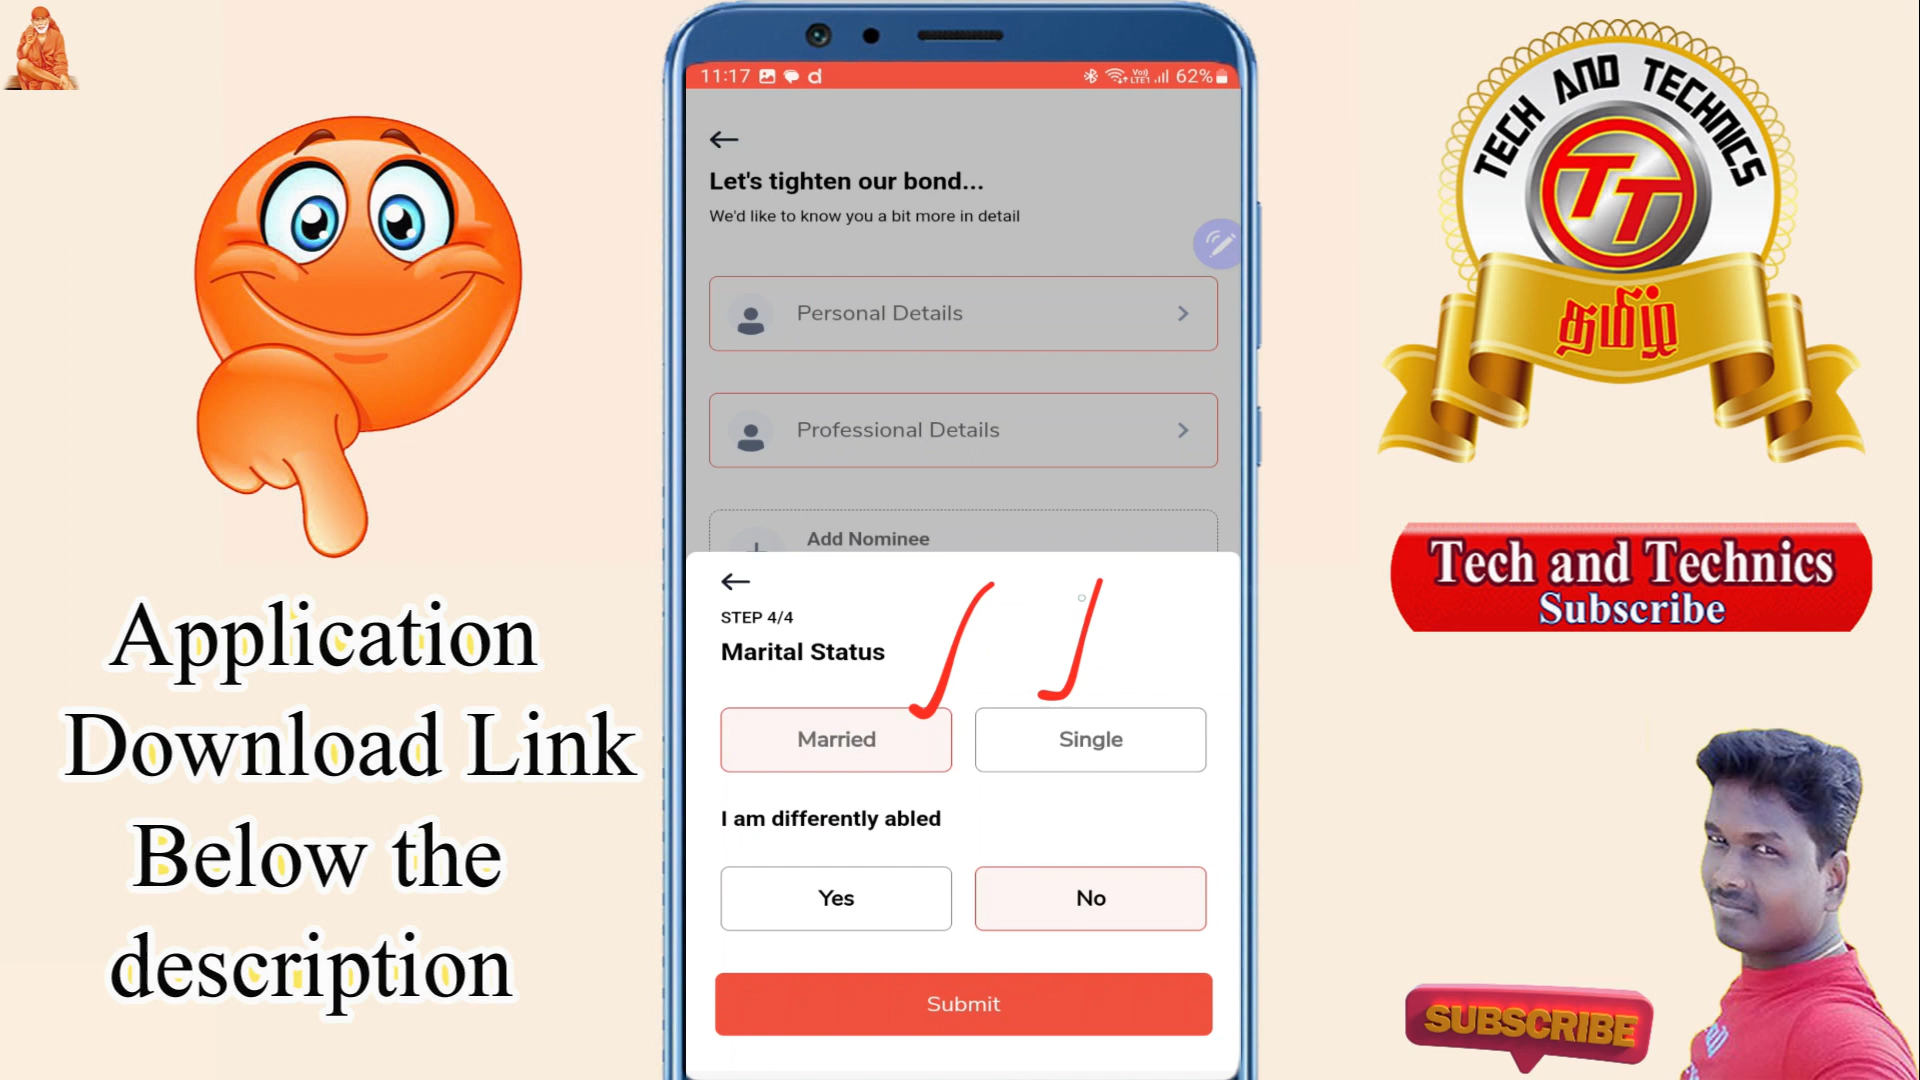 Application
Download Link
Below the
description
11:17
62%
Let's tighten our bond...
We'd like to know you a bit more in detail
Personal Details
Professional Details
Add Nominee
STEP 4/4
Marital Status
Married
Single
I am differently abled
Yes
No
Submit
TECH AND TECHNICS
TT
தமிழ்
Tech and Technics
Subscribe
SUBSCRIBE